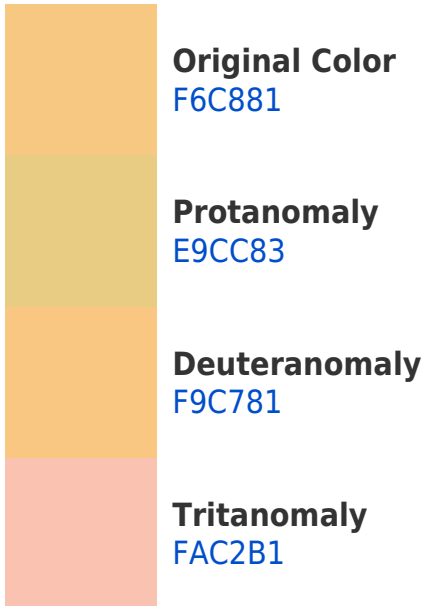 Original Color
F6C881
Protanomaly
E9CC83
Deuteranomaly
F9C781
Tritanomaly
FAC2B1